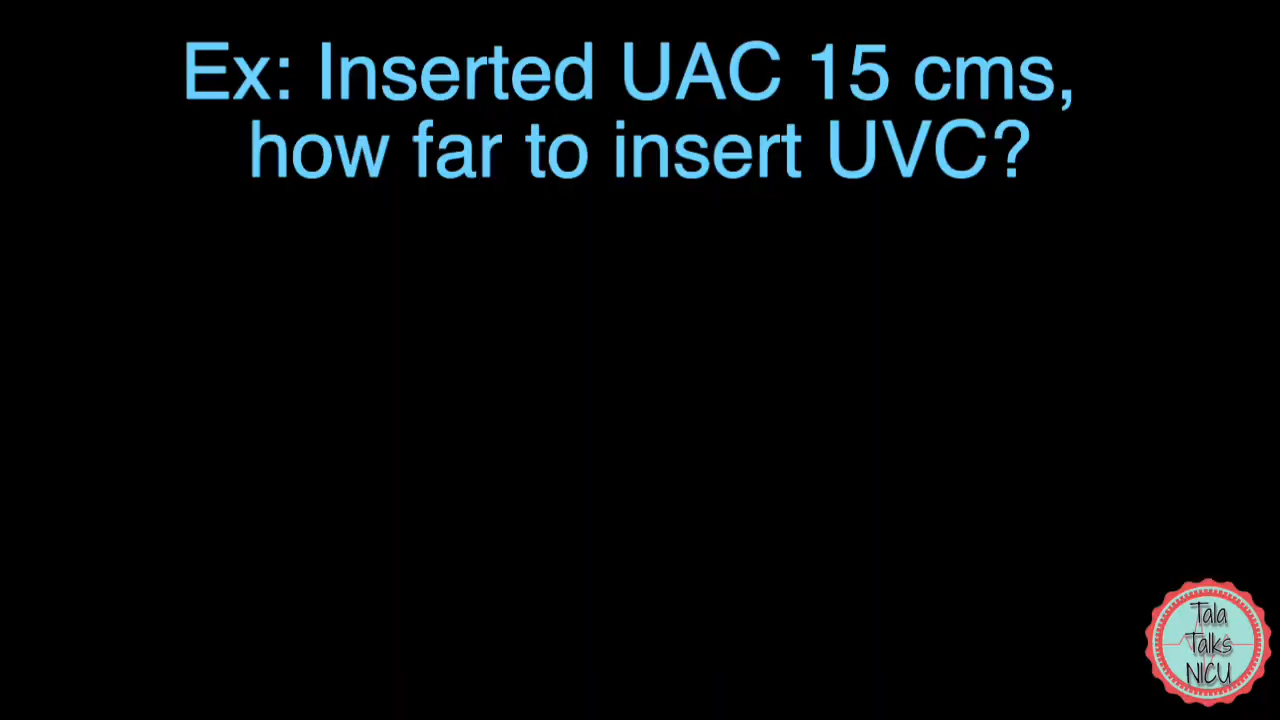 Ex: Inserted UAC 15 cms,
how far to insert UVC?
Tala
Talks
NICU